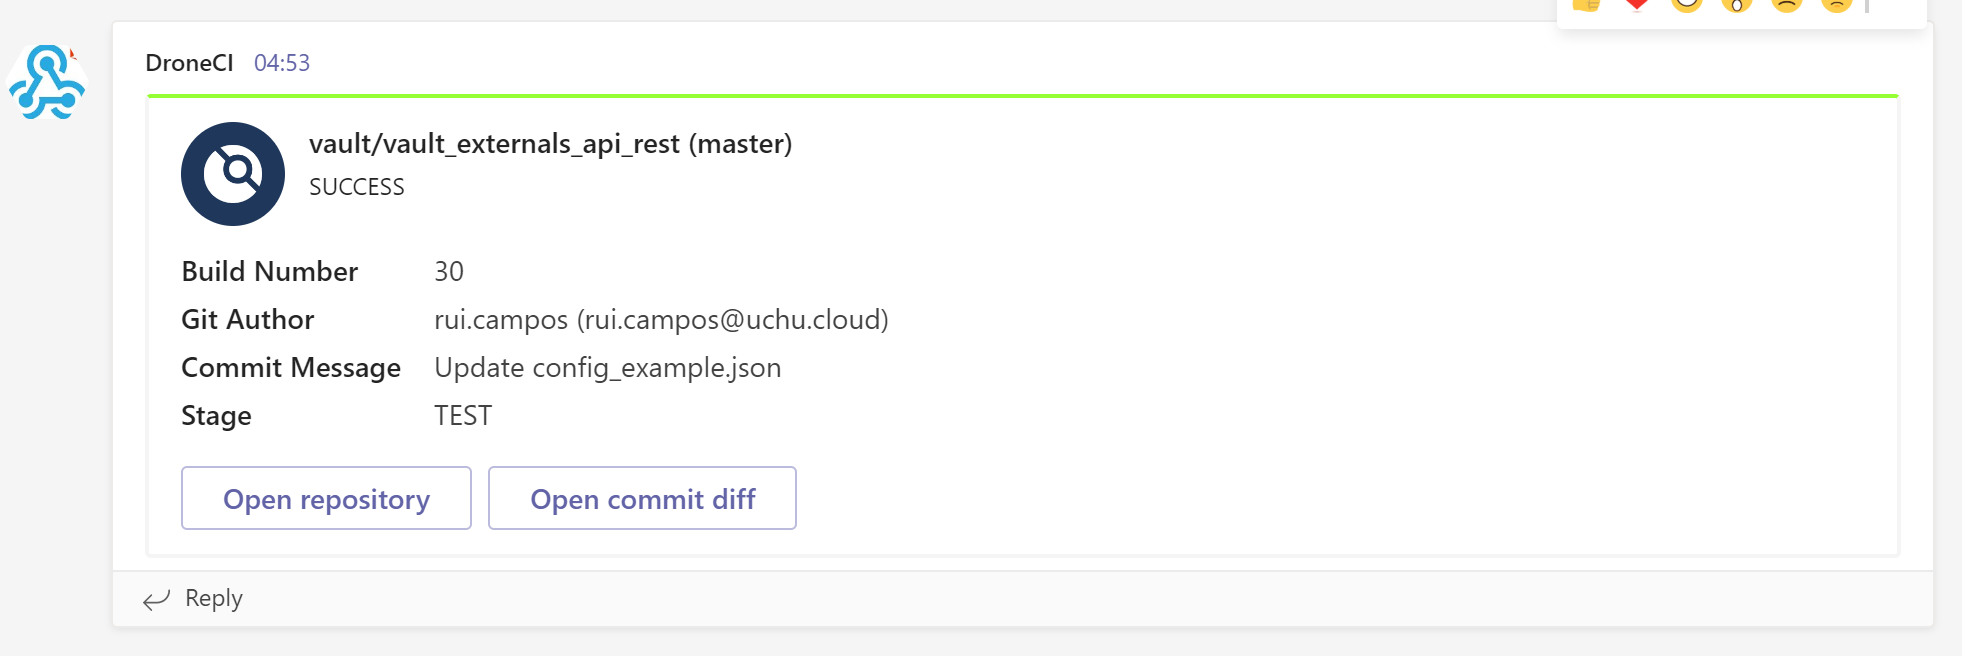 DroneCI 04:53
vault/vault_externals_api_rest (master)
SUCCESS
Build Number 30
Git Author rui.campos (rui.campos@uchu.cloud)
Commit Message Update config_example.json
Stage TEST
Open repository Open commit diff
Reply